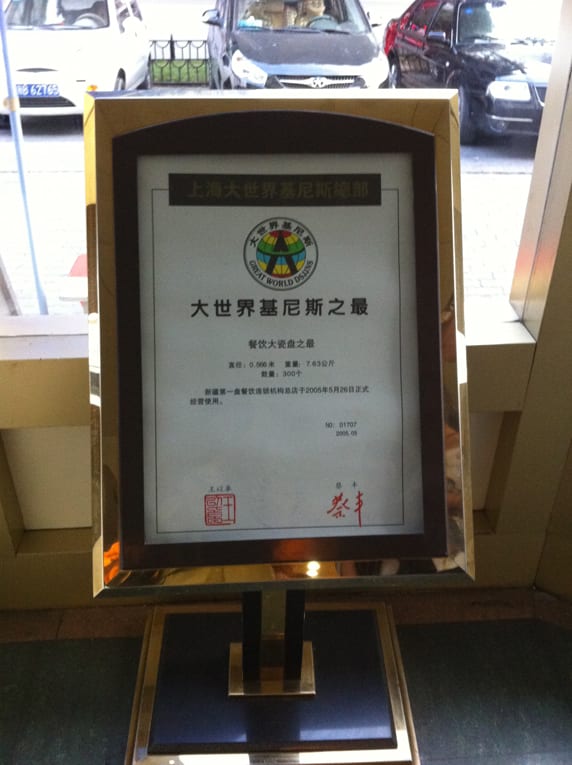 上海大世界基尼斯總部
大世界基尼斯
GREAT WORLD DSJJNS
大世界基尼斯之最
餐饮大瓷盘之最
直径：0.566米 重量：7.63公斤
数量：300个
新疆第一盘餐饮连锁机构总店于2005年5月26日正式
经营使用。
NO：01707
2005.05
蔡丰
蔡丰